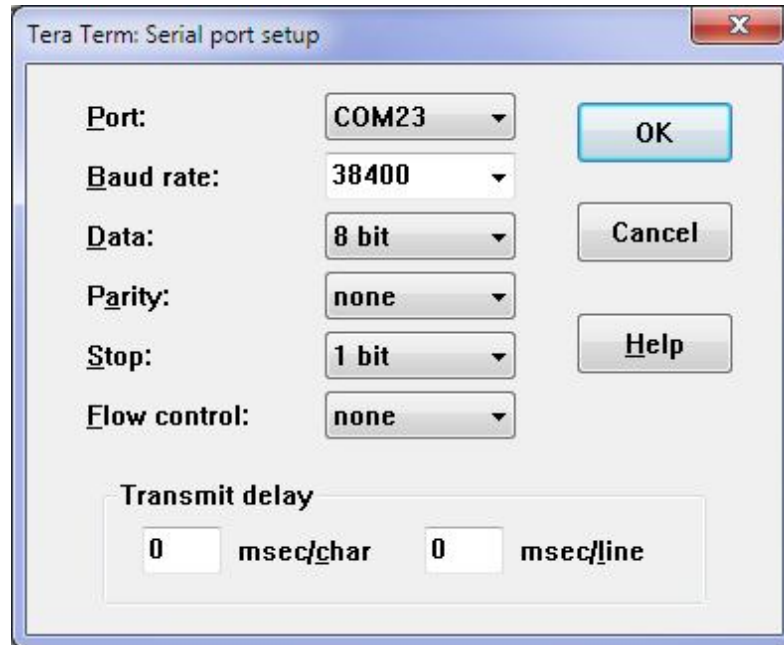 Tera Term: Serial port setup
Port: COM23 OK
Baud rate: 38400
Data: 8 bit Cancel
Parity: none
Stop: 1 bit Help
Flow control: none
Transmit delay
0 msec/char 0 msec/line